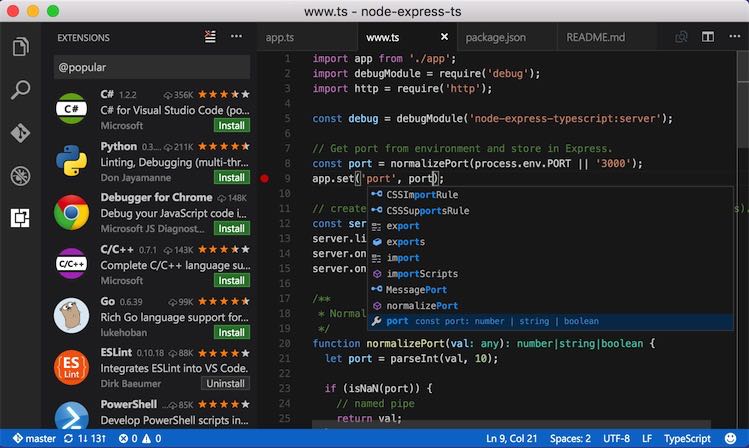 www.ts - node-express-ts
EXTENSIONS
@popular
C# 1.2.2 356K
C# for Visual Studio Code (po...
Microsoft Install
Python 0.3.... 211K
Linting, Debugging (multi-thr...
Don Jayamanne Install
Debugger for Chrome 148K
Debug your JavaScript code i...
Microsoft JS Diagnost... Install
C/C++ 0.7.1 143K
Complete C/C++ language su...
Microsoft Install
Go 0.6.39 99K
Rich Go language support for...
lukehoban Install
ESLint 0.10.18 88K
Integrates ESLint into VS Code.
Dirk Baeumer Uninstall
PowerShell ... 85K
Develop PowerShell scripts in...
C#
C/C++
ES
Lint
app.ts www.ts package.json README.md
1 import app from './app';
2 import debugModule = require('debug');
3 import http = require('http');
4
5 const debug = debugModule('node-express-typescript:server');
6
7 // Get port from environment and store in Express.
8 const port = normalizePort(process.env.PORT || '3000');
9 app.set('port', port);
10
11 // create
12 const ser
13 server.li
14 server.on
15 server.on
16
17 /**
18 * Normal
19 */
20 function normalizePort(val: any): number|string|boolean {
21 let port = parseInt(val, 10);
22
23 if (isNaN(port)) {
24 // named pipe
25 return val;
CSSImportRule
CSSSupportsRule
export
exports
import
importScripts
MessagePort
normalizePort
port const port: number | string | boolean
master 1↓ 13↑ 0 0 Ln 9, Col 21 Spaces: 2 UTF-8 LF TypeScript